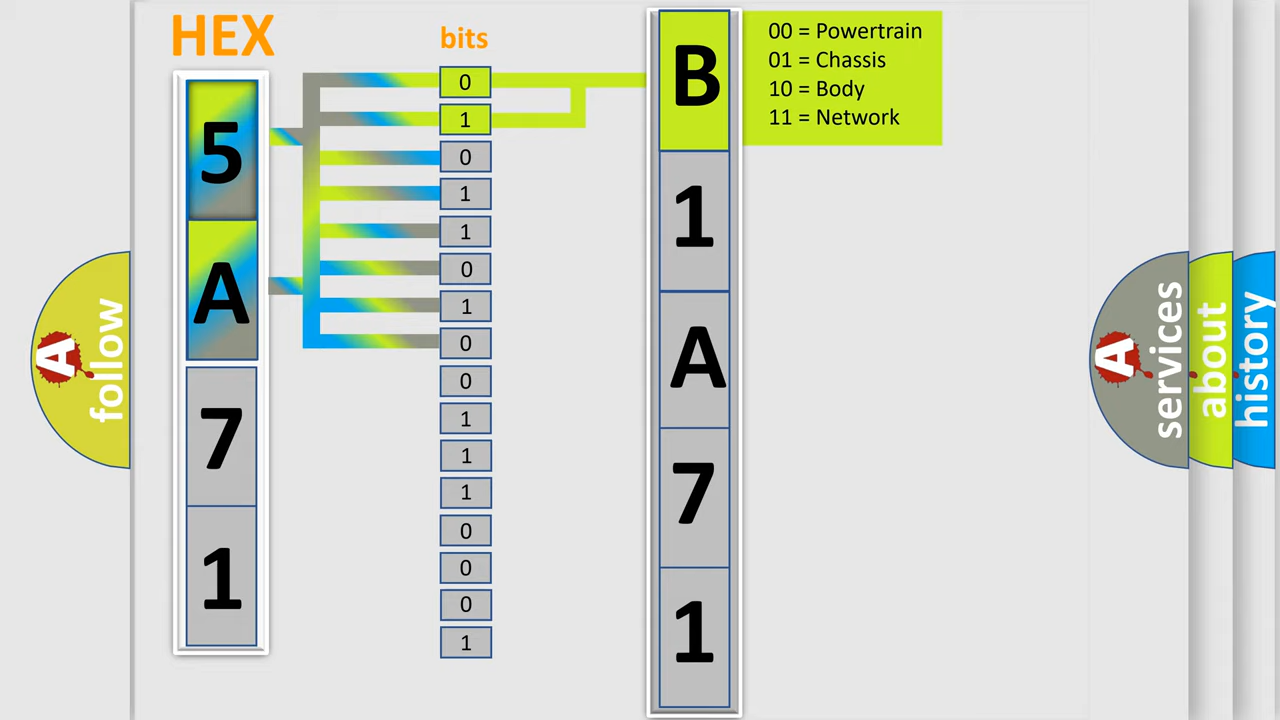 HEX
bits
5
A
7
1
0
1
0
1
1
0
1
0
0
1
1
1
0
0
0
1
B
1
A
7
1
00 = Powertrain
01 = Chassis
10 = Body
11 = Network
A
follow
A
services
about
history